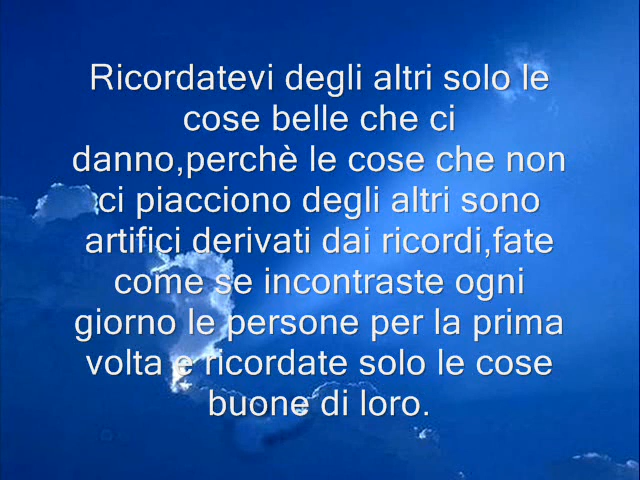 Ricordatevi degli altri solo le
cose belle che ci
danno,perchè le cose che non
ci piacciono degli altri sono
artifici derivati dai ricordi,fate
come se incontraste ogni
giorno le persone per la prima
volta e ricordate solo le cose
buone di loro.